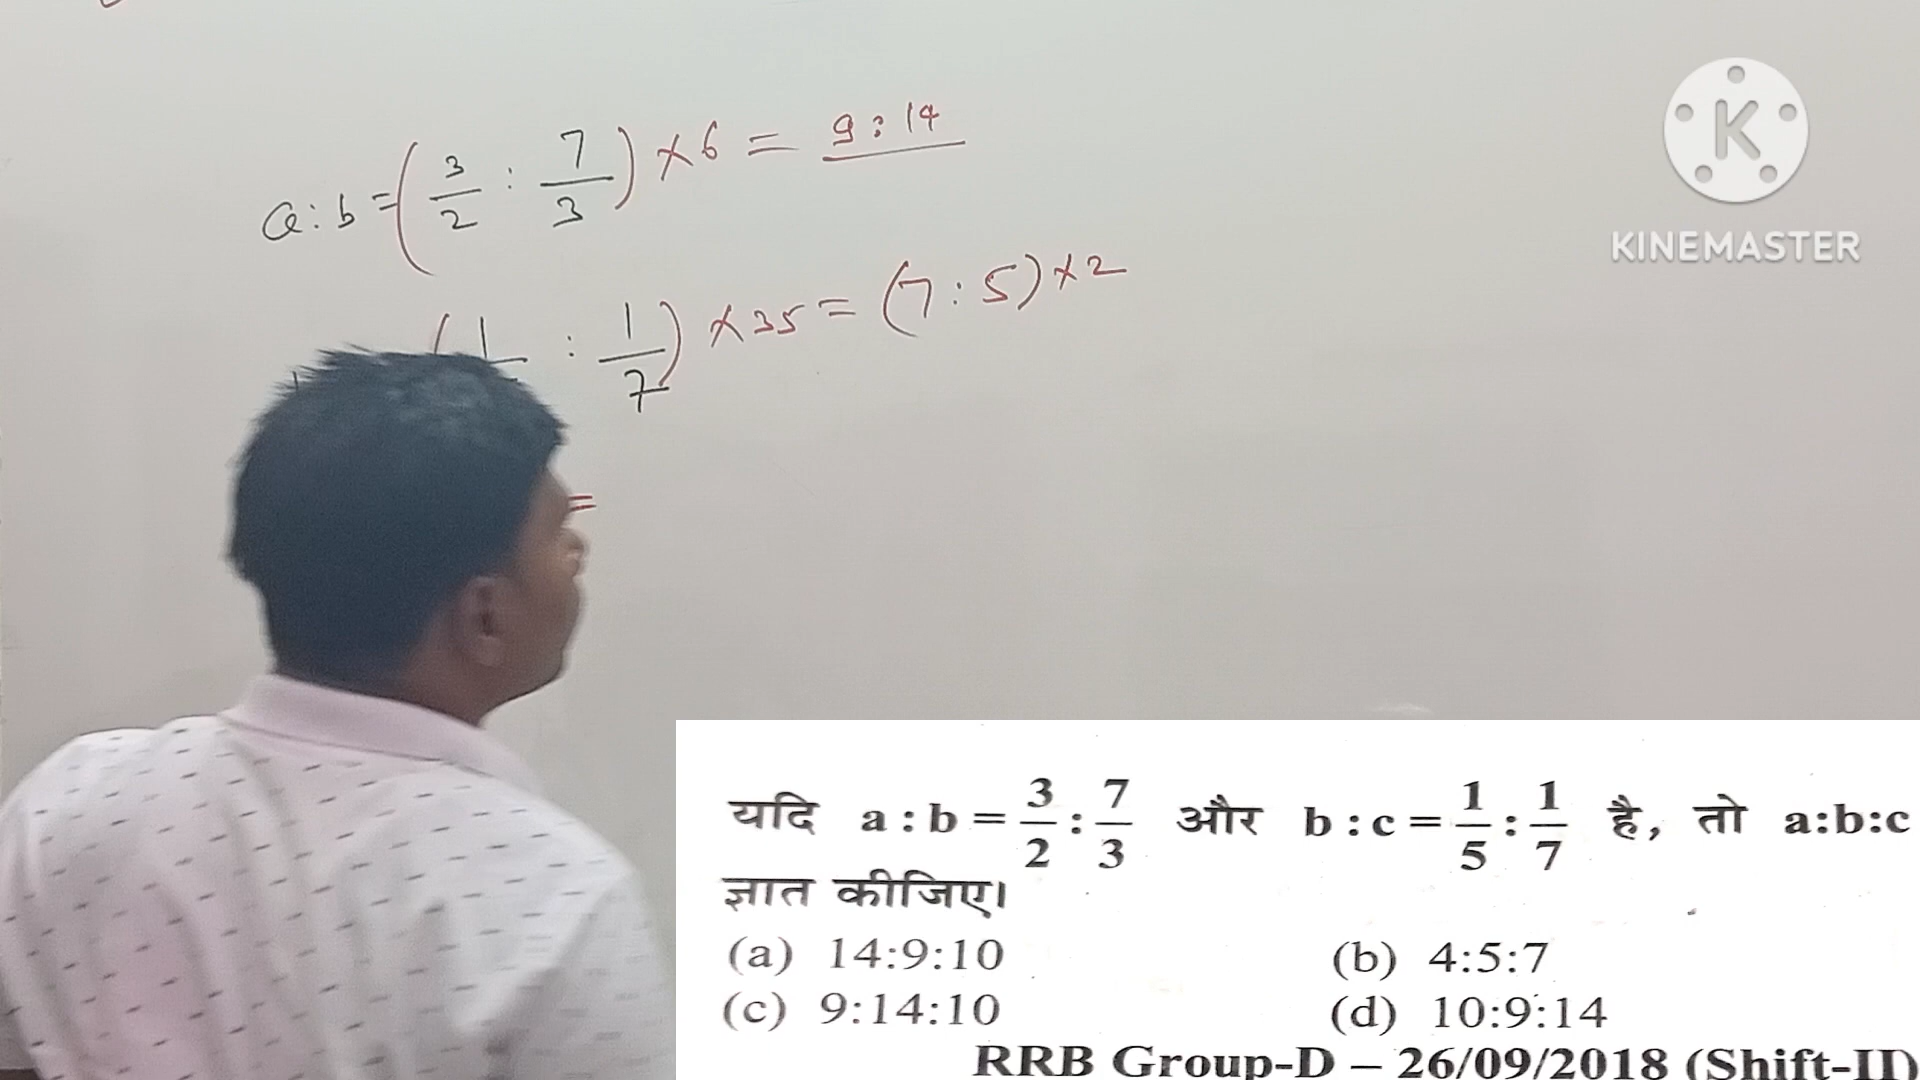 a:b=(3/2 : 7/3)×6 = 9:14
K
KINEMASTER
(1 : 1/7)×35 = (7:5)×2
=
यदि a : b = 3/2 : 7/3 और b : c = 1/5 : 1/7 है, तो a:b:c
ज्ञात कीजिए।
(a) 14:9:10 (b) 4:5:7
(c) 9:14:10 (d) 10:9:14
RRB Group-D – 26/09/2018 (Shift-II)